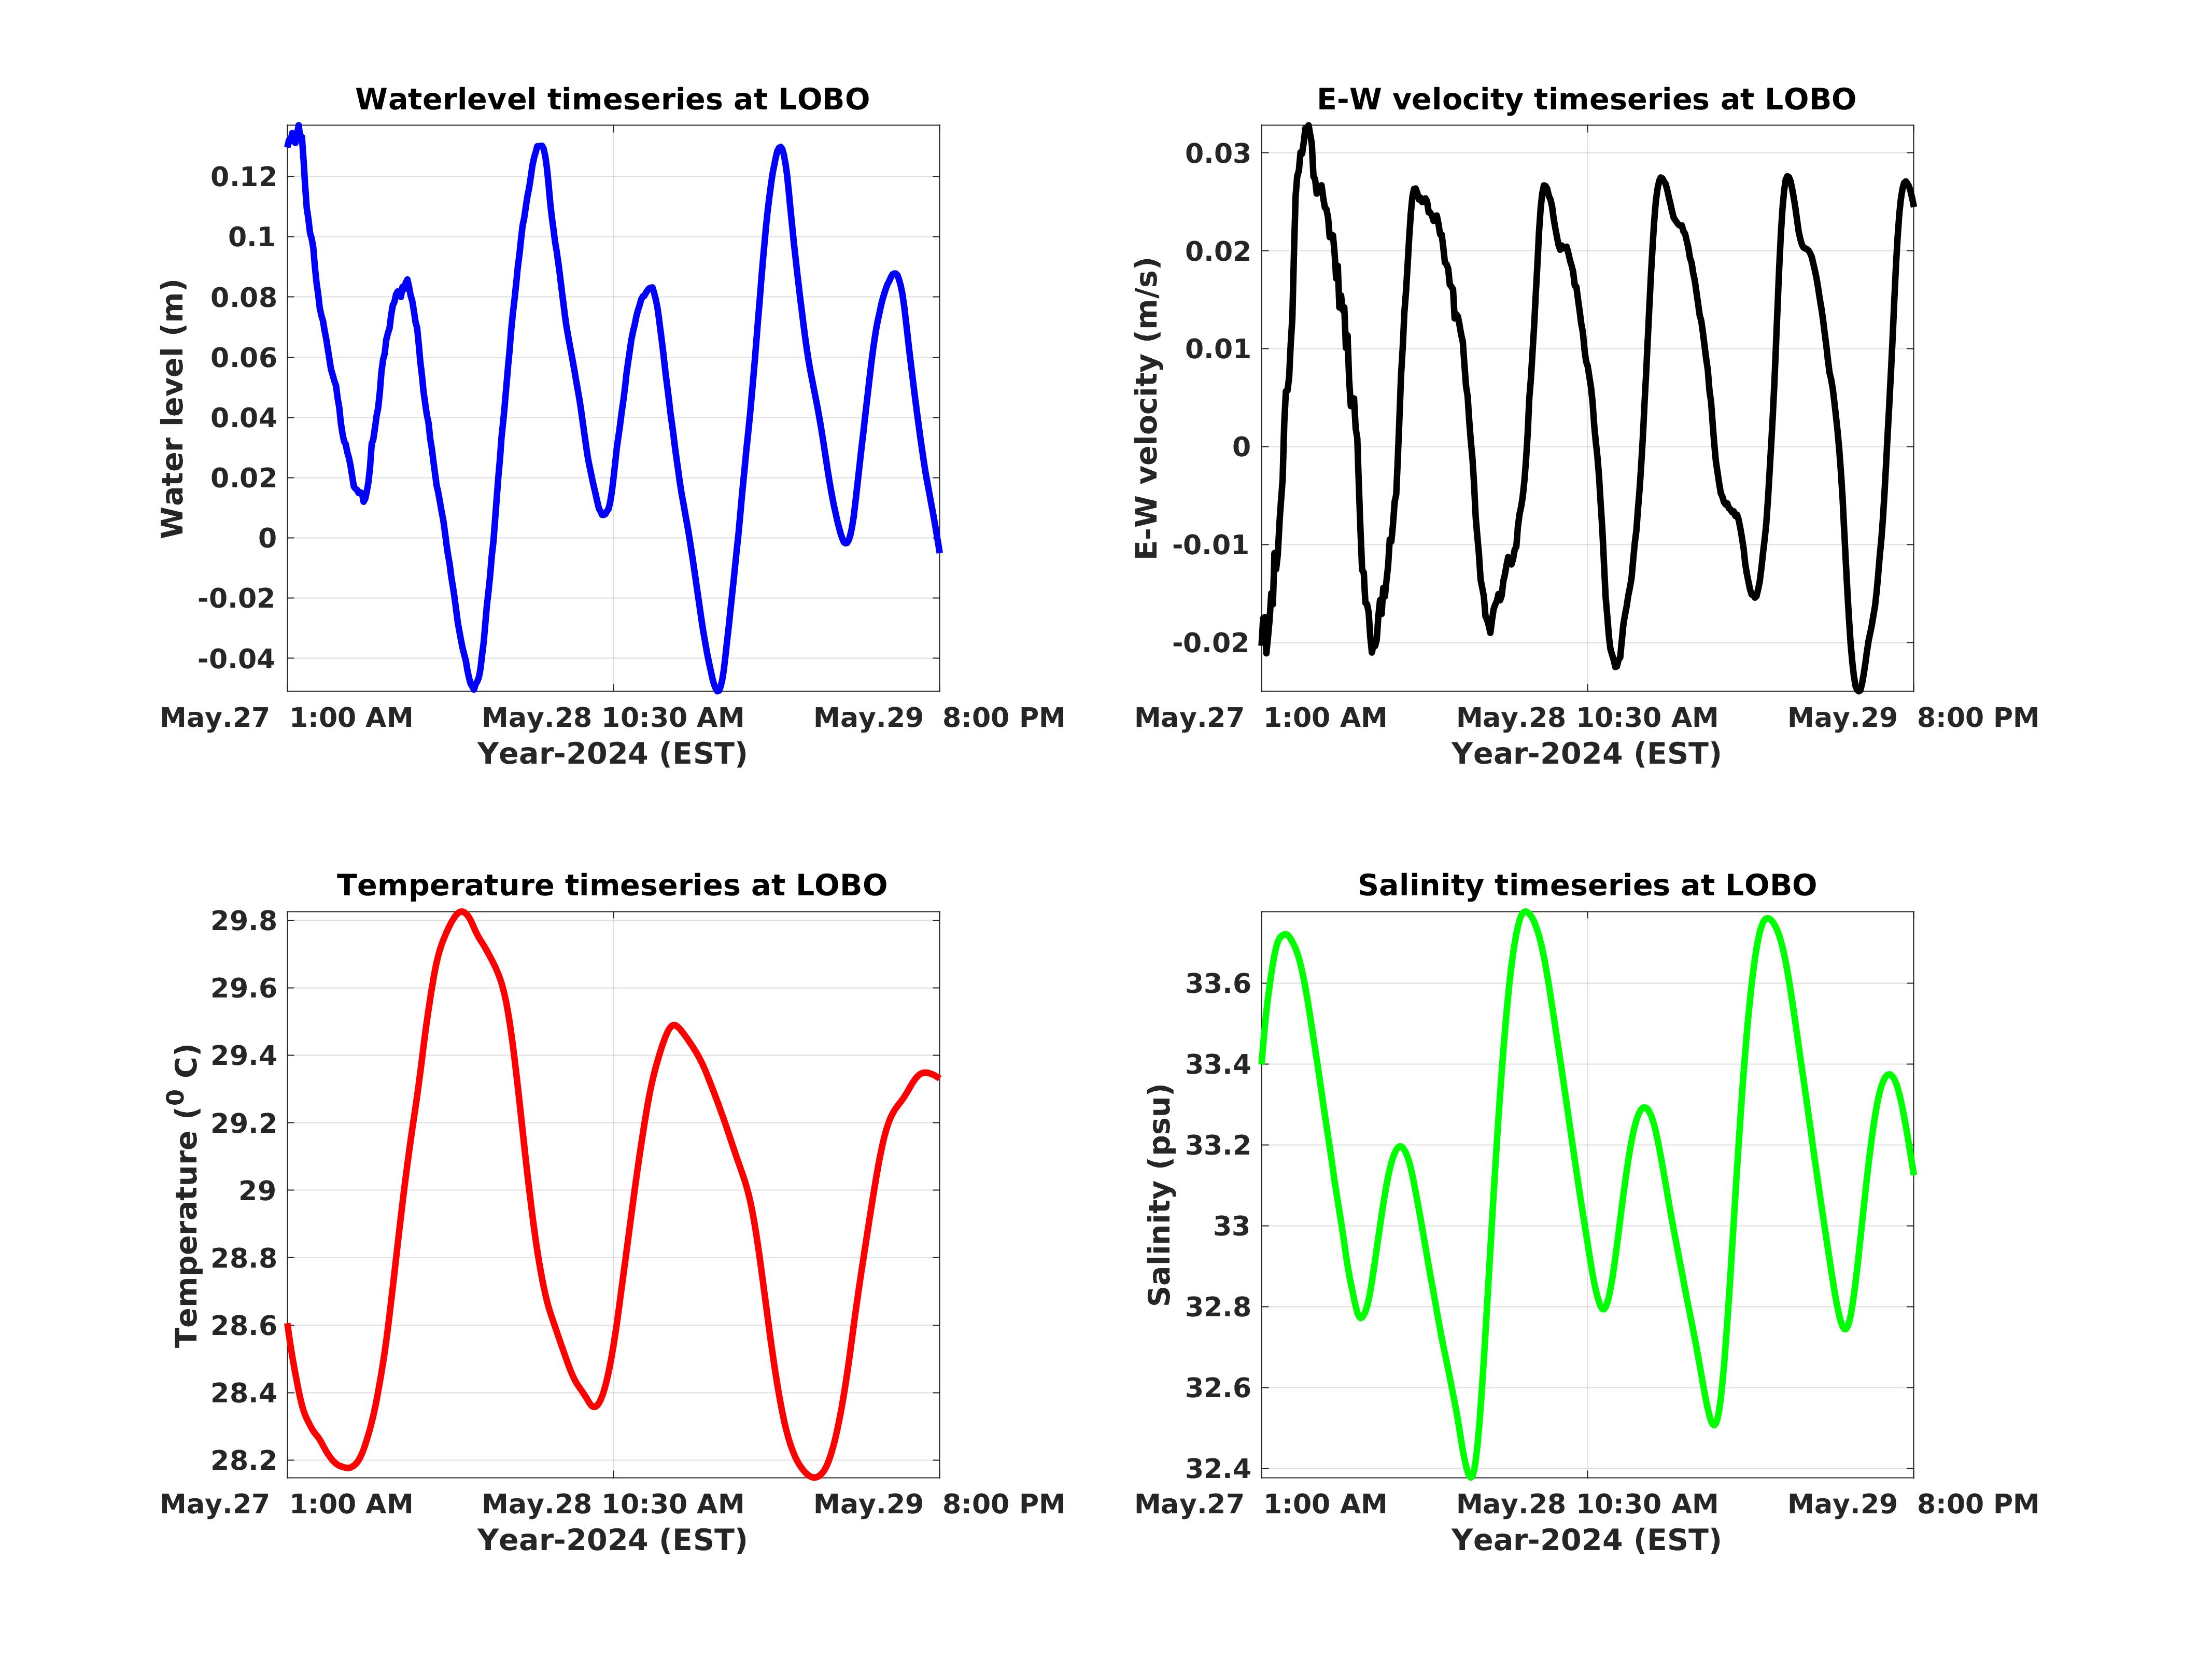 Waterlevel timeseries at LOBO
0.12
0.1
0.08
0.06
0.04
0.02
0
-0.02
-0.04
Water level (m)
May.27 1:00 AM
May.28 10:30 AM
May.29 8:00 PM
Year-2024 (EST)
E-W velocity timeseries at LOBO
0.03
0.02
0.01
0
-0.01
-0.02
E-W velocity (m/s)
May.27 1:00 AM
May.28 10:30 AM
May.29 8:00 PM
Year-2024 (EST)
Temperature timeseries at LOBO
29.8
29.6
29.4
29.2
29
28.8
28.6
28.4
28.2
Temperature (⁰ C)
May.27 1:00 AM
May.28 10:30 AM
May.29 8:00 PM
Year-2024 (EST)
Salinity timeseries at LOBO
33.6
33.4
33.2
33
32.8
32.6
32.4
Salinity (psu)
May.27 1:00 AM
May.28 10:30 AM
May.29 8:00 PM
Year-2024 (EST)